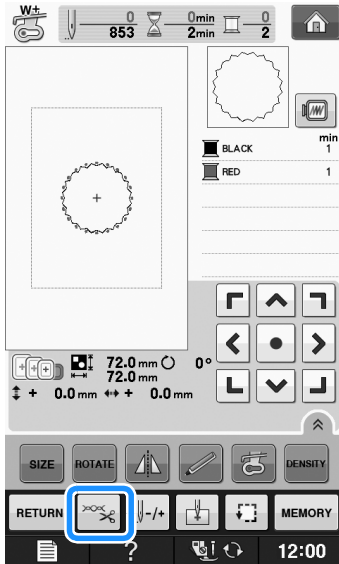 W+
0 0min 0
853 2min 2
BLACK min 1
RED 1
72.0 mm 0°
72.0 mm
+ 0.0 mm + 0.0 mm
SIZE ROTATE DENSITY
RETURN -/+ MEMORY
? 12:00